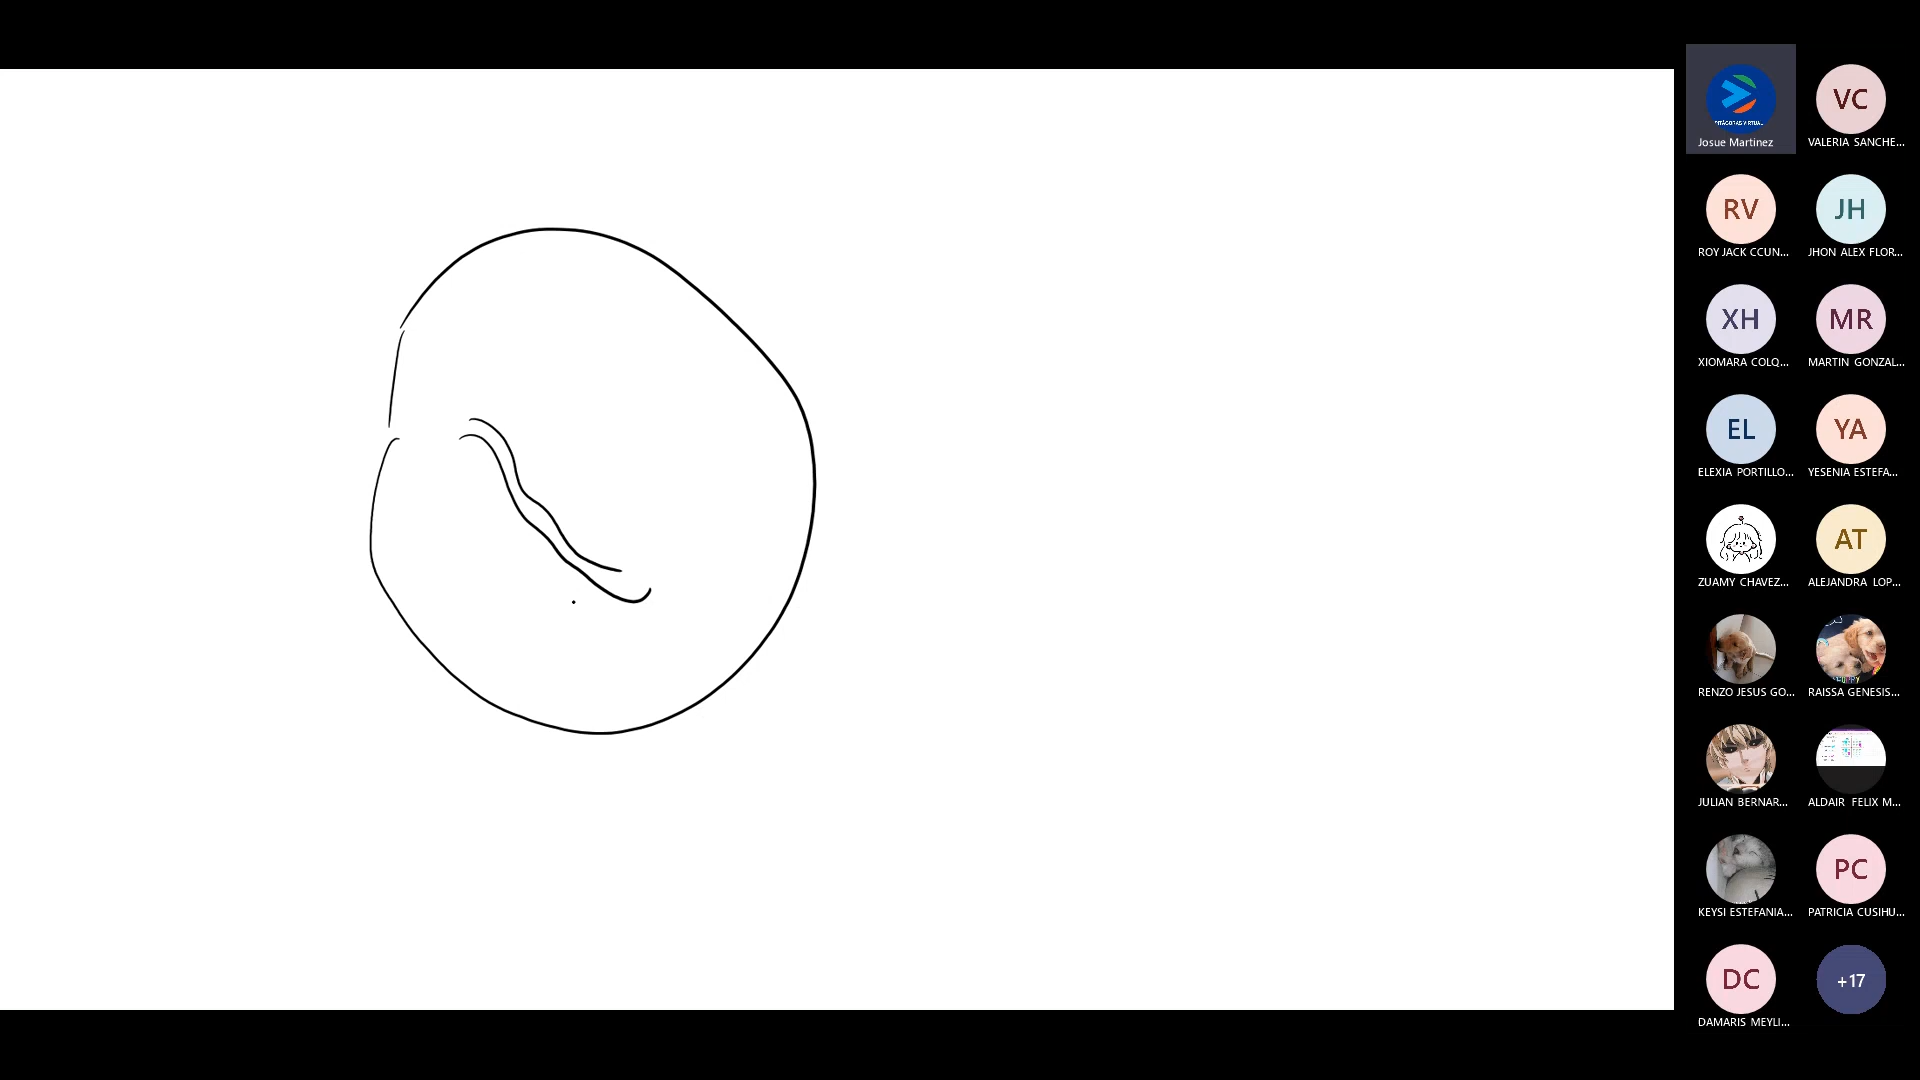 PITÁGORAS VIRTUAL
Josue Martinez
VC
VALERIA SANCHE...
RV
ROY JACK CCUN...
JH
JHON ALEX FLOR...
XH
XIOMARA COLQ...
MR
MARTIN GONZAL...
EL
ELEXIA PORTILLO...
YA
YESENIA ESTEFA...
ZUAMY CHAVEZ...
AT
ALEJANDRA LOP...
RENZO JESUS GO...
RAISSA GENESIS...
JULIAN BERNAR...
ALDAIR FELIX M...
KEYSI ESTEFANIA...
PC
PATRICIA CUSIHU...
DC
DAMARIS MEYLI...
+17